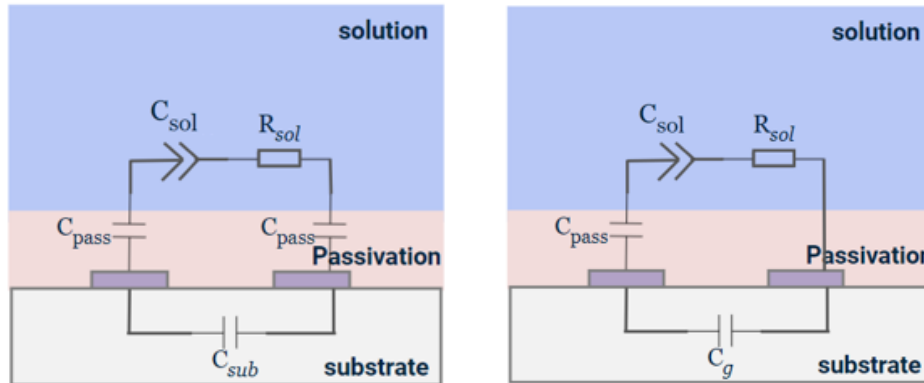 solution
C_sol
R_sol
C_pass
C_pass
Passivation
C_sub
substrate
solution
C_sol
R_sol
C_pass
Passivation
C_g
substrate